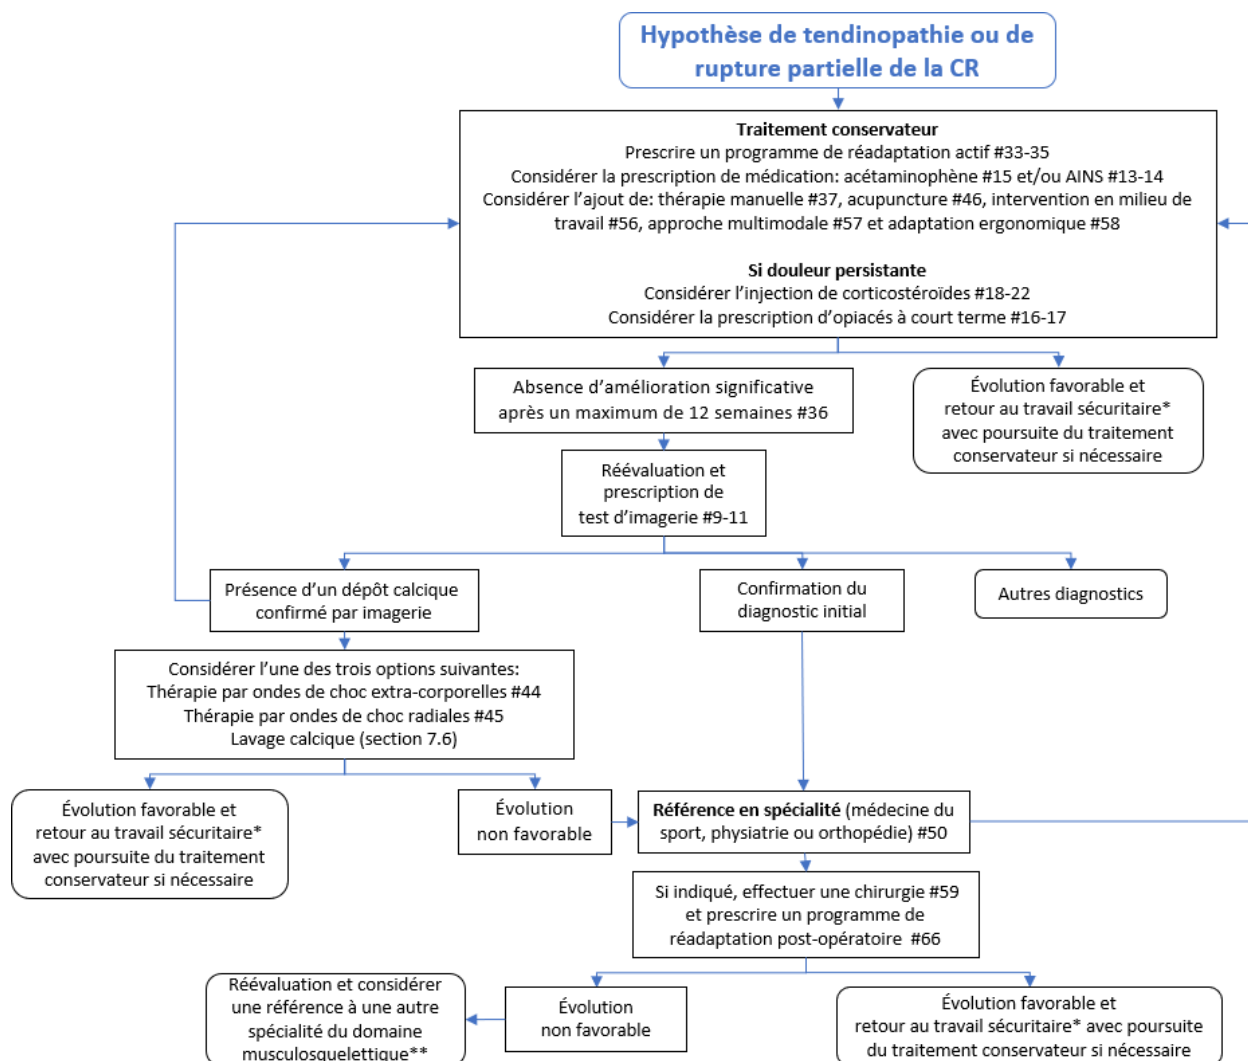 Hypothèse de tendinopathie ou de
rupture partielle de la CR
Traitement conservateur
Prescrire un programme de réadaptation actif #33-35
Considérer la prescription de médication: acétaminophène #15 et/ou AINS #13-14
Considérer l’ajout de: thérapie manuelle #37, acupuncture #46, intervention en milieu de
travail #56, approche multimodale #57 et adaptation ergonomique #58
Si douleur persistante
Considérer l’injection de corticostéroïdes #18-22
Considérer la prescription d’opiacés à court terme #16-17
Absence d’amélioration significative
après un maximum de 12 semaines #36
Évolution favorable et
retour au travail sécuritaire*
avec poursuite du traitement
conservateur si nécessaire
Réévaluation et
prescription de
test d’imagerie #9-11
Présence d’un dépôt calcique
confirmé par imagerie
Confirmation du
diagnostic initial
Autres diagnostics
Considérer l’une des trois options suivantes:
Thérapie par ondes de choc extra-corporelles #44
Thérapie par ondes de choc radiales #45
Lavage calcique (section 7.6)
Évolution favorable et
retour au travail sécuritaire*
avec poursuite du traitement
conservateur si nécessaire
Évolution
non favorable
Référence en spécialité (médecine du
sport, physiatrie ou orthopédie) #50
Si indiqué, effectuer une chirurgie #59
et prescrire un programme de
réadaptation post-opératoire #66
Réévaluation et considérer
une référence à une autre
spécialité du domaine
musculosquelettique**
Évolution
non favorable
Évolution favorable et
retour au travail sécuritaire* avec poursuite
du traitement conservateur si nécessaire